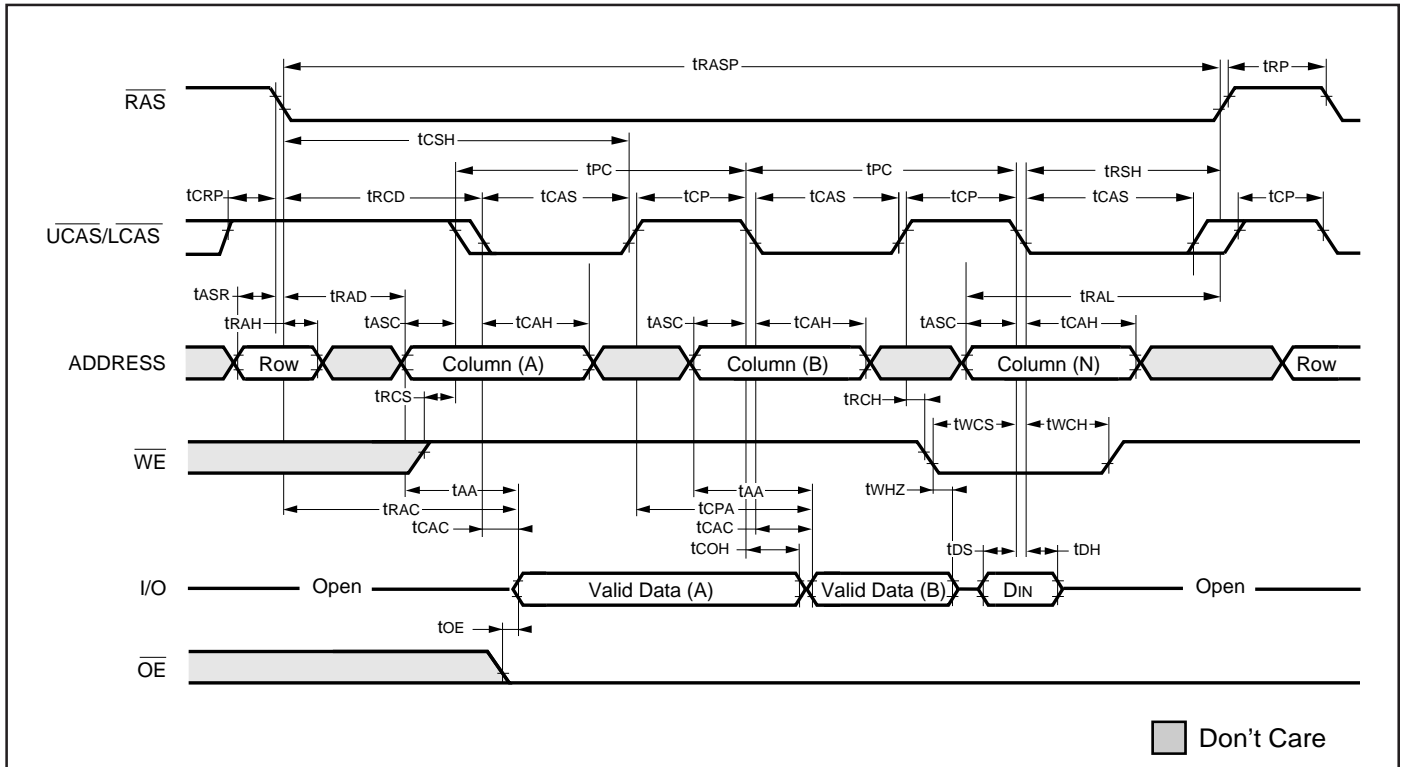 tRASP
tRP
RAS
tCSH
tPC
tPC
tRSH
tCRP
tRCD
tCAS
tCP
tCAS
tCP
tCAS
tCP
UCAS/LCAS
tASR
tRAD
tRAL
tRAH
tASC
tCAH
tASC
tCAH
tASC
tCAH
ADDRESS
Row
Column (A)
Column (B)
Column (N)
Row
tRCS
tRCH
tWCS
tWCH
WE
tAA
tAA
tWHZ
tRAC
tCPA
tCAC
tCAC
tCOH
tDS
tDH
I/O
Open
Valid Data (A)
Valid Data (B)
DIN
Open
tOE
OE
Don't Care